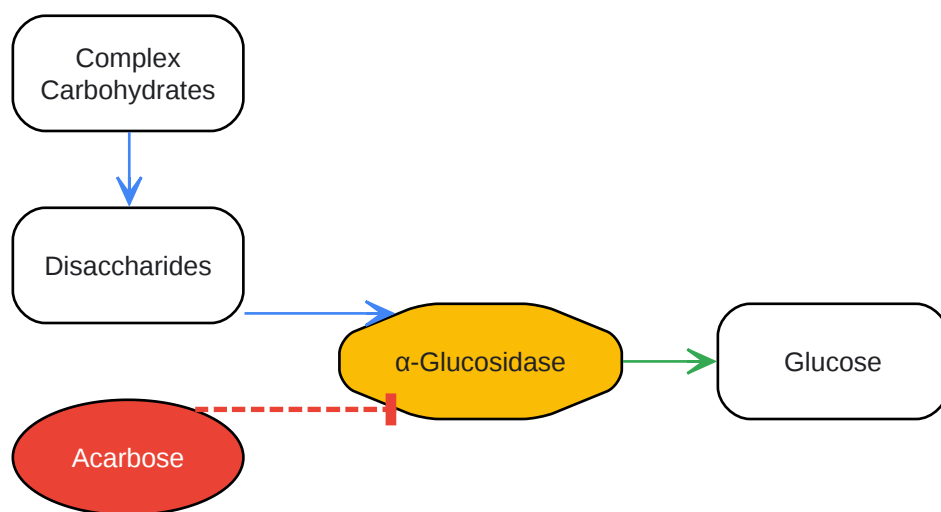 Complex
Carbohydrates
Disaccharides
α-Glucosidase
Glucose
Acarbose